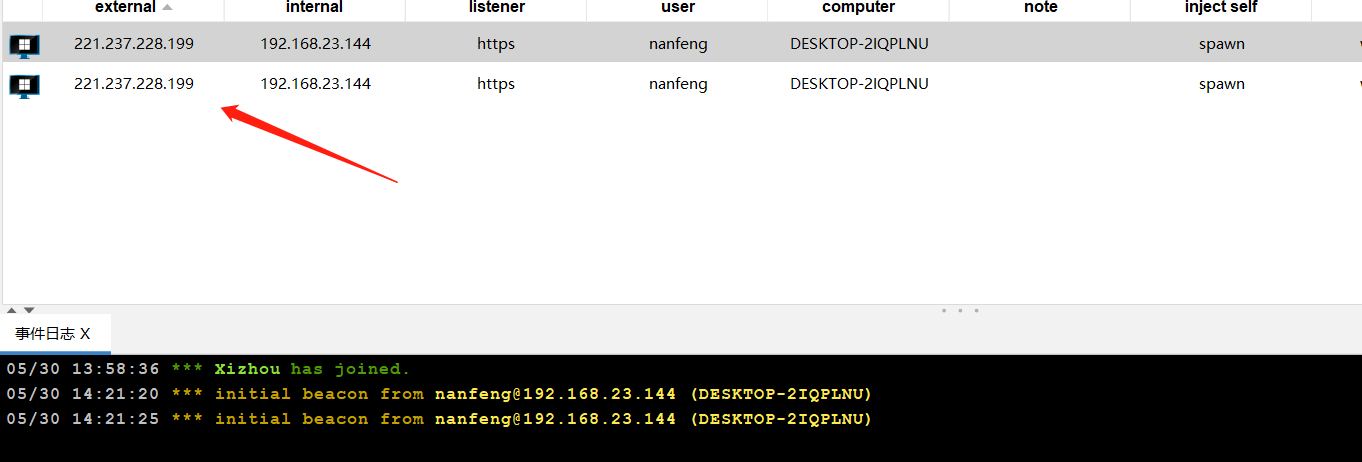 external internal listener user computer note inject self
221.237.228.199 192.168.23.144 https nanfeng DESKTOP-2IQPLNU spawn
221.237.228.199 192.168.23.144 https nanfeng DESKTOP-2IQPLNU spawn
事件日志 X
05/30 13:58:36 *** Xizhou has joined.
05/30 14:21:20 *** initial beacon from nanfeng@192.168.23.144 (DESKTOP-2IQPLNU)
05/30 14:21:25 *** initial beacon from nanfeng@192.168.23.144 (DESKTOP-2IQPLNU)